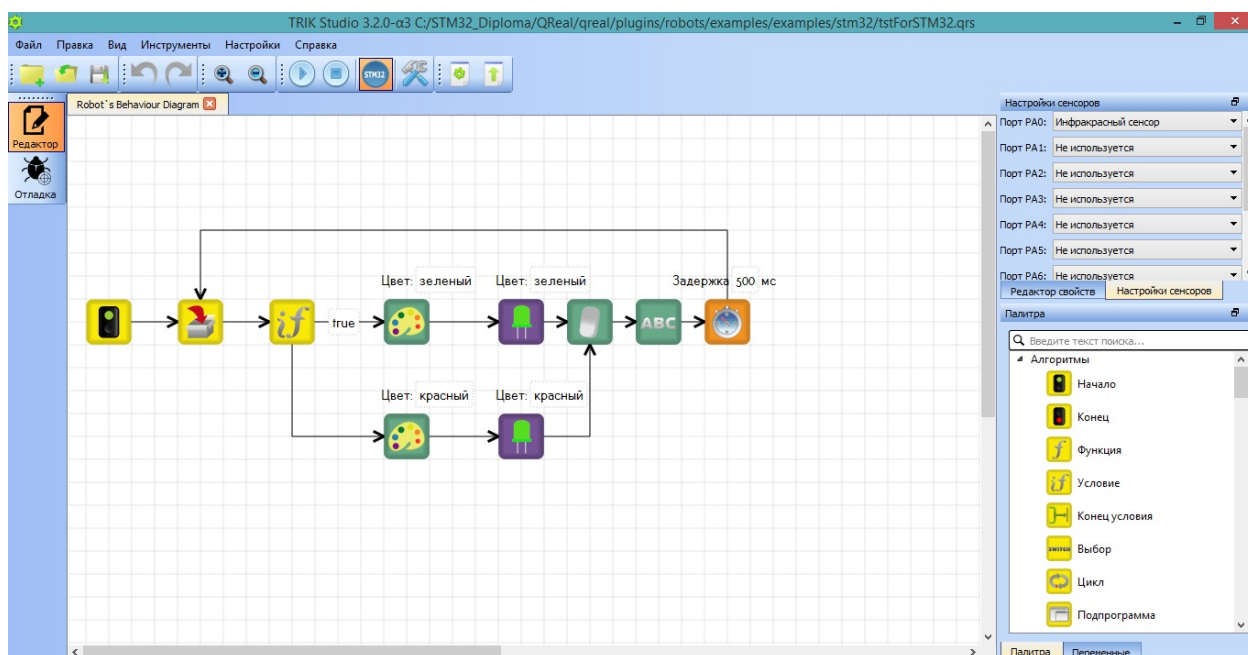 TRIK Studio 3.2.0-α3 C:/STM32_Diploma/QReal/qreal/plugins/robots/examples/examples/stm32/tstForSTM32.qrs
Файл Правка Вид Инструменты Настройки Справка
STM32
Robot`s Behaviour Diagram
Редактор
Отладка
Цвет: зеленый Цвет: зеленый Задержка 500 мс
if true ABC
Цвет: красный Цвет: красный
Настройки сенсоров
Порт PA0: Инфракрасный сенсор
Порт PA1: Не используется
Порт PA2: Не используется
Порт PA3: Не используется
Порт PA4: Не используется
Порт PA5: Не используется
Порт PA6: Не используется
Редактор свойств Настройки сенсоров
Палитра
Введите текст поиска...
Алгоритмы
Начало
Конец
f Функция
if Условие
Конец условия
SWITCH Выбор
Цикл
Подпрограмма
Палитра Переменные